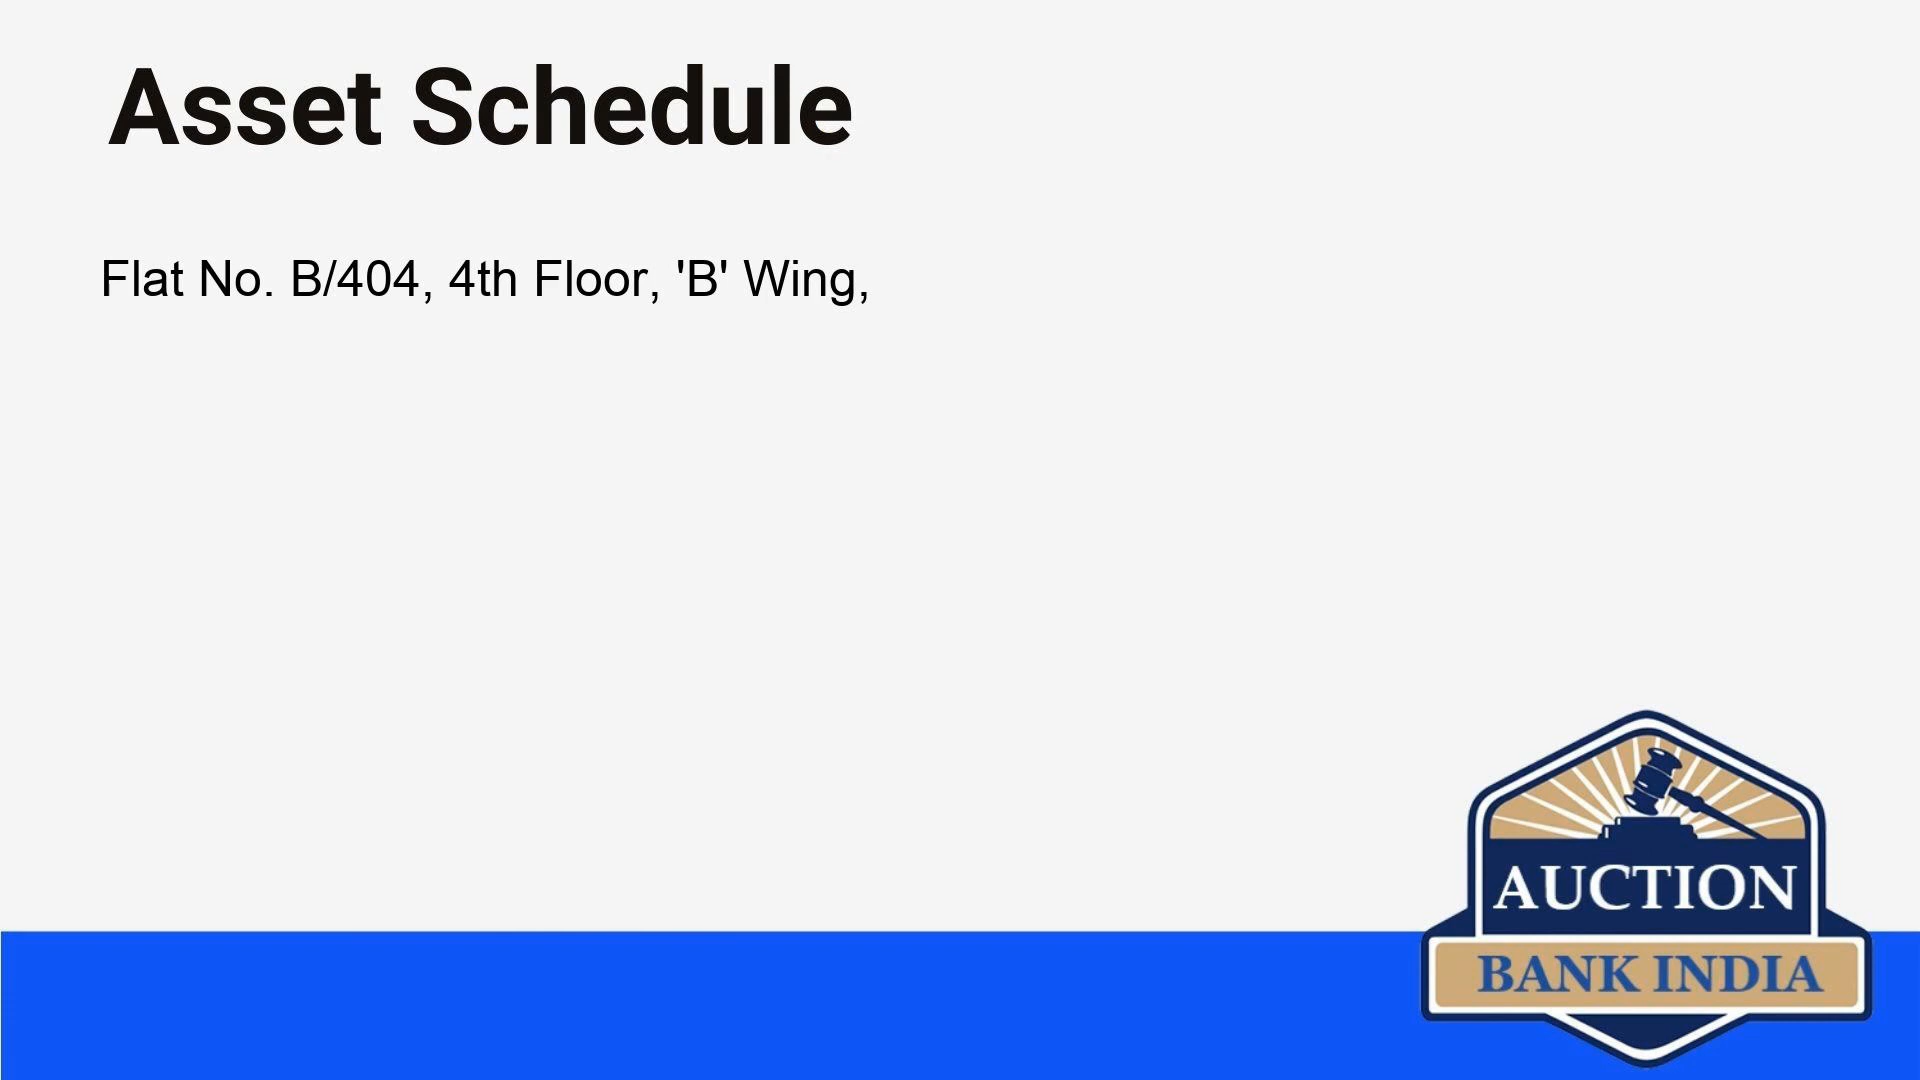 Asset Schedule
Flat No. B/404, 4th Floor, 'B' Wing,
AUCTION
BANK INDIA